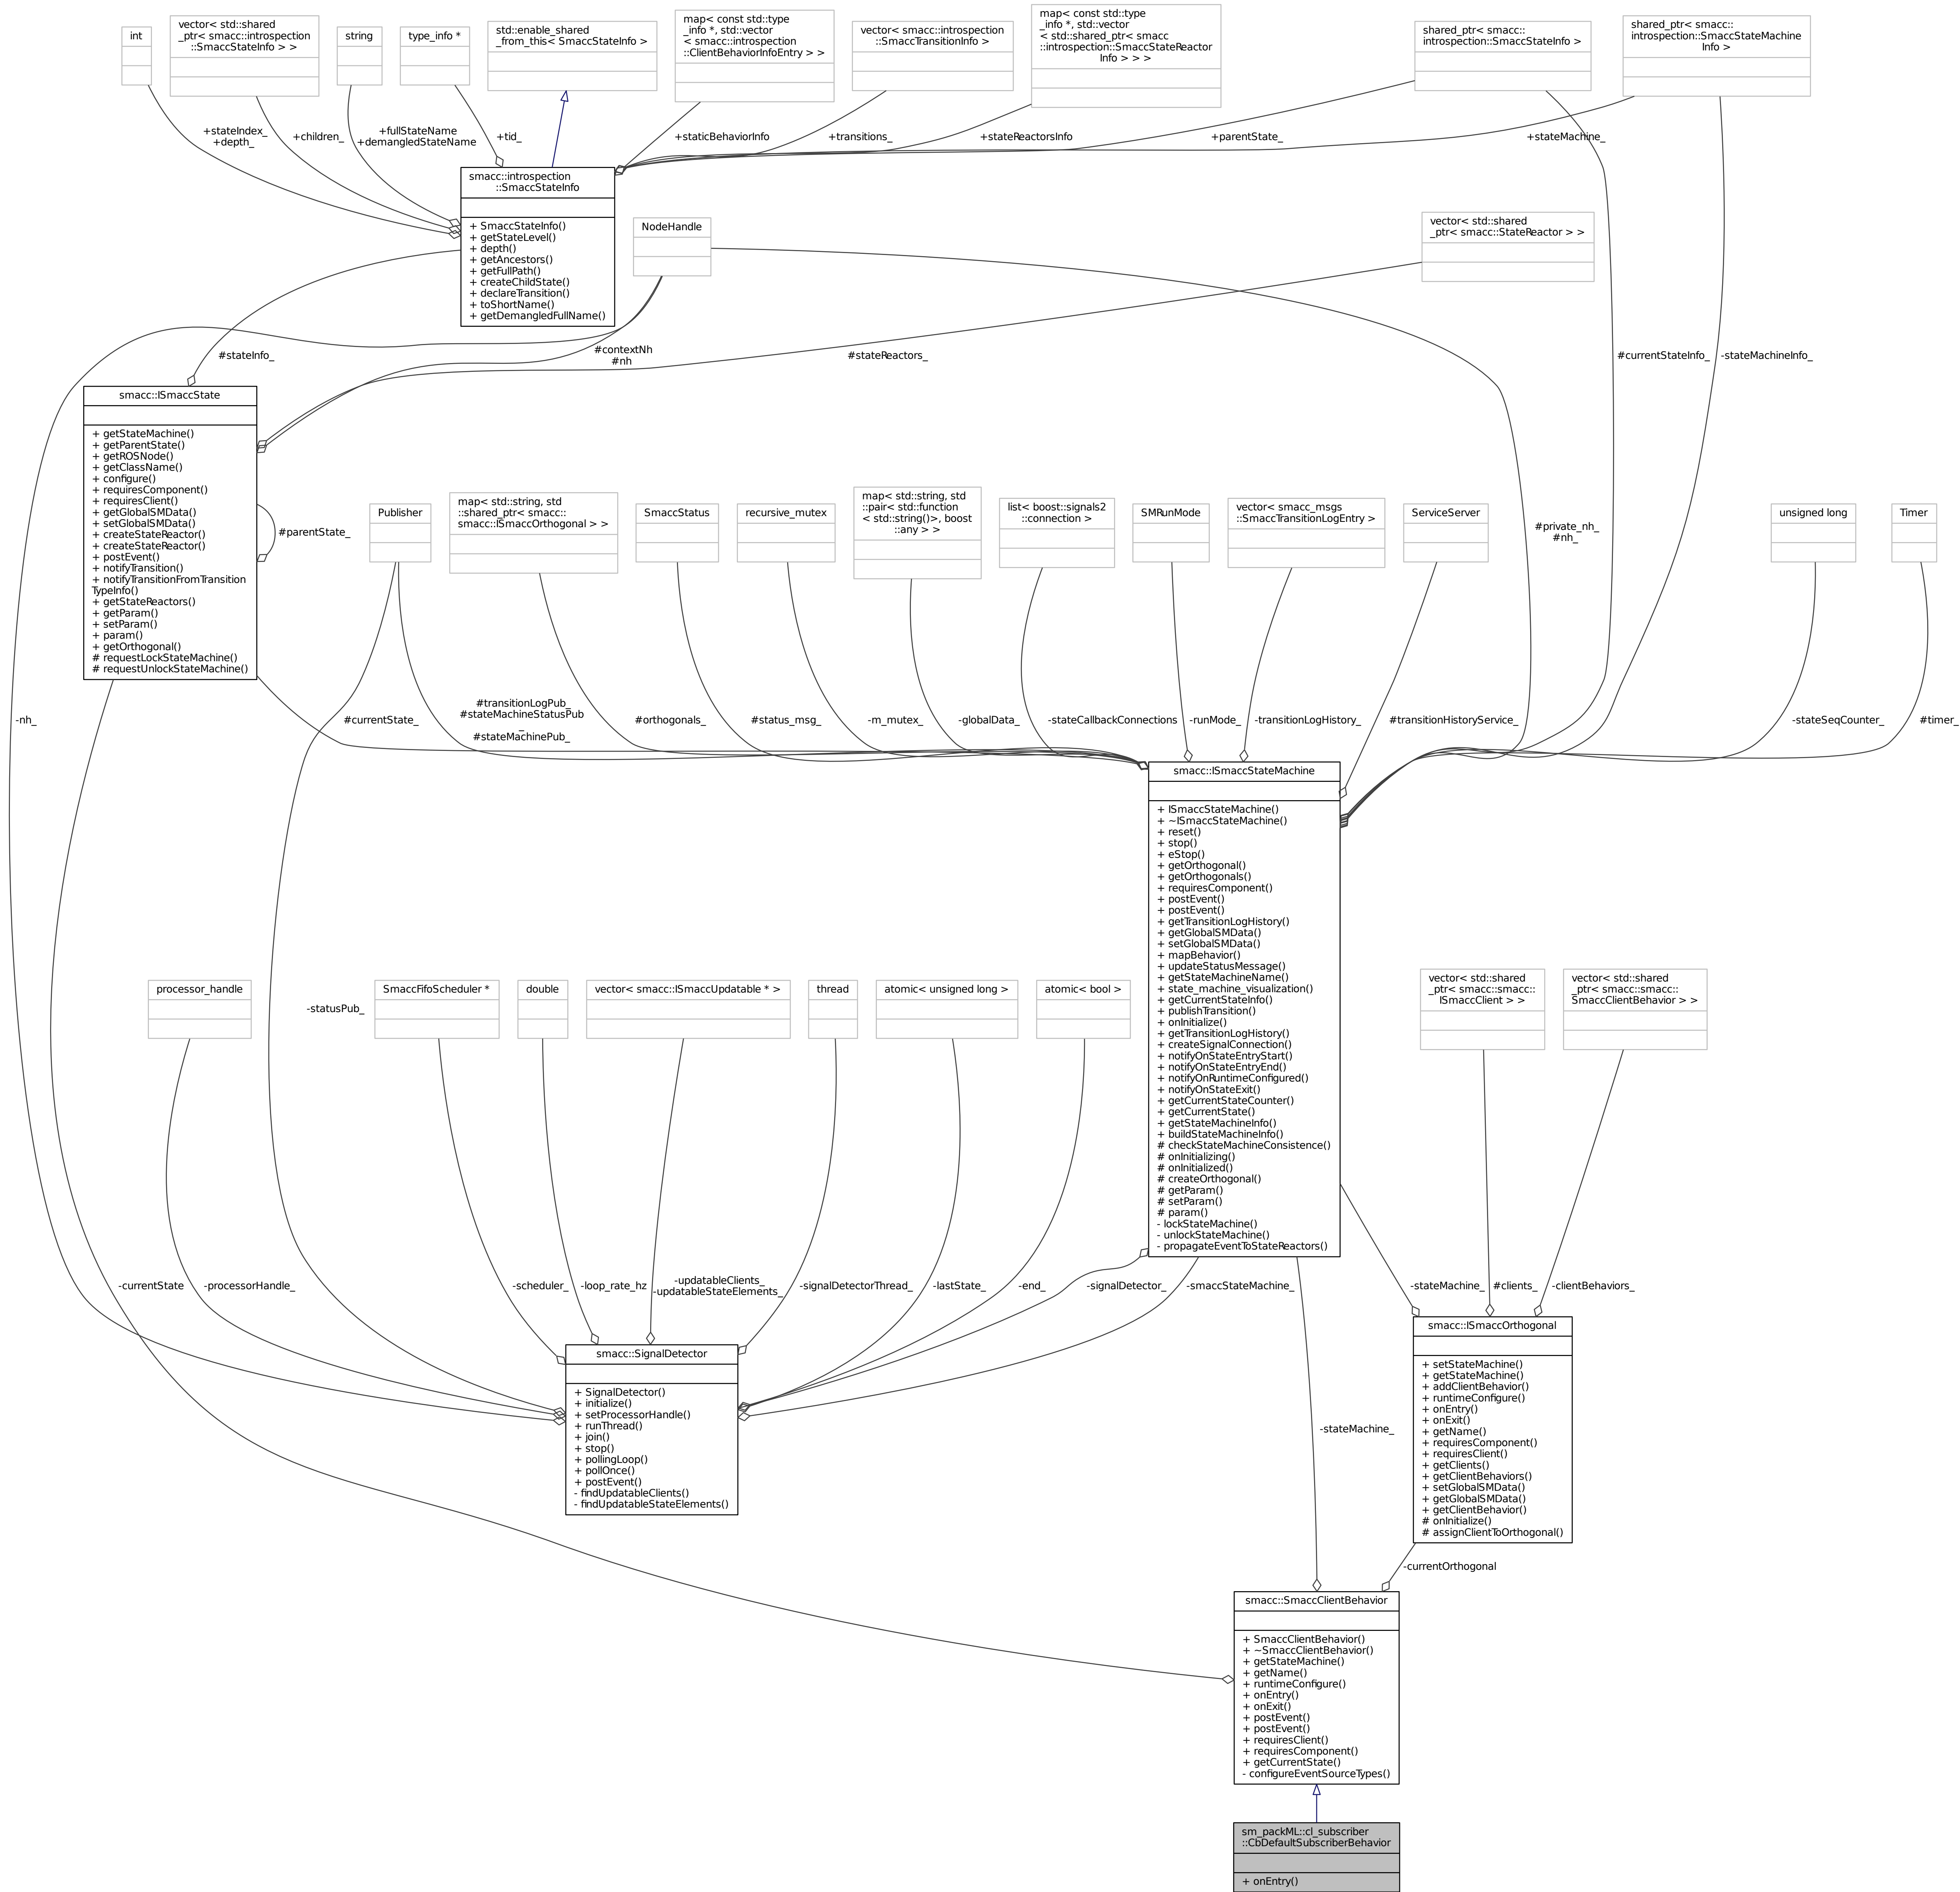 int
vector< std::shared
_ptr< smacc::introspection
::SmaccStateInfo > >
string
type_info *
std::enable_shared
_from_this< SmaccStateInfo >
map< const std::type
_info *, std::vector
< smacc::introspection
::ClientBehaviorInfoEntry > >
vector< smacc::introspection
::SmaccTransitionInfo >
map< const std::type
_info *, std::vector
< std::shared_ptr< smacc
::introspection::SmaccStateReactor
Info > > >
shared_ptr< smacc::
introspection::SmaccStateInfo >
shared_ptr< smacc::
introspection::SmaccStateMachine
Info >
+stateIndex_
+depth_
+children_
+fullStateName
+demangledStateName
+tid_
+staticBehaviorInfo
+transitions_
+stateReactorsInfo
+parentState_
+stateMachine_
smacc::introspection
::SmaccStateInfo
+ SmaccStateInfo()
+ getStateLevel()
+ depth()
+ getAncestors()
+ getFullPath()
+ createChildState()
+ declareTransition()
+ toShortName()
+ getDemangledFullName()
NodeHandle
vector< std::shared
_ptr< smacc::StateReactor > >
#stateInfo_
#contextNh
#nh
#stateReactors_
#currentStateInfo_
-stateMachineInfo_
smacc::ISmaccState
+ getStateMachine()
+ getParentState()
+ getROSNode()
+ getClassName()
+ configure()
+ requiresComponent()
+ requiresClient()
+ getGlobalSMData()
+ setGlobalSMData()
+ createStateReactor()
+ createStateReactor()
+ postEvent()
+ notifyTransition()
+ notifyTransitionFromTransition
TypeInfo()
+ getStateReactors()
+ getParam()
+ setParam()
+ param()
+ getOrthogonal()
# requestLockStateMachine()
# requestUnlockStateMachine()
#parentState_
Publisher
map< std::string, std
::shared_ptr< smacc::
smacc::ISmaccOrthogonal > >
SmaccStatus
recursive_mutex
map< std::string, std
::pair< std::function
< std::string()>, boost
::any > >
list< boost::signals2
::connection >
SMRunMode
vector< smacc_msgs
::SmaccTransitionLogEntry >
ServiceServer
#private_nh_
#nh_
unsigned long
Timer
-nh_
#currentState_
#transitionLogPub_
#stateMachineStatusPub
_
#stateMachinePub_
#orthogonals_
#status_msg_
-m_mutex_
-globalData_
-stateCallbackConnections
-runMode_
-transitionLogHistory_
#transitionHistoryService_
-stateSeqCounter_
#timer_
smacc::ISmaccStateMachine
+ ISmaccStateMachine()
+ ~ISmaccStateMachine()
+ reset()
+ stop()
+ eStop()
+ getOrthogonal()
+ getOrthogonals()
+ requiresComponent()
+ postEvent()
+ postEvent()
+ getTransitionLogHistory()
+ getGlobalSMData()
+ setGlobalSMData()
+ mapBehavior()
+ updateStatusMessage()
+ getStateMachineName()
+ state_machine_visualization()
+ getCurrentStateInfo()
+ publishTransition()
+ onInitialize()
+ getTransitionLogHistory()
+ createSignalConnection()
+ notifyOnStateEntryStart()
+ notifyOnStateEntryEnd()
+ notifyOnRuntimeConfigured()
+ notifyOnStateExit()
+ getCurrentStateCounter()
+ getCurrentState()
+ getStateMachineInfo()
+ buildStateMachineInfo()
# checkStateMachineConsistence()
# onInitializing()
# onInitialized()
# createOrthogonal()
# getParam()
# setParam()
# param()
- lockStateMachine()
- unlockStateMachine()
- propagateEventToStateReactors()
processor_handle
-statusPub_
SmaccFifoScheduler *
double
vector< smacc::ISmaccUpdatable * >
thread
atomic< unsigned long >
atomic< bool >
vector< std::shared
_ptr< smacc::smacc::
ISmaccClient > >
vector< std::shared
_ptr< smacc::smacc::
SmaccClientBehavior > >
-currentState
-processorHandle_
-scheduler_
-loop_rate_hz
-updatableClients_
-updatableStateElements_
-signalDetectorThread_
-lastState_
-end_
-signalDetector_
-smaccStateMachine_
-stateMachine_
#clients_
-clientBehaviors_
smacc::SignalDetector
+ SignalDetector()
+ initialize()
+ setProcessorHandle()
+ runThread()
+ join()
+ stop()
+ pollingLoop()
+ pollOnce()
+ postEvent()
- findUpdatableClients()
- findUpdatableStateElements()
-stateMachine_
smacc::ISmaccOrthogonal
+ setStateMachine()
+ getStateMachine()
+ addClientBehavior()
+ runtimeConfigure()
+ onEntry()
+ onExit()
+ getName()
+ requiresComponent()
+ requiresClient()
+ getClients()
+ getClientBehaviors()
+ setGlobalSMData()
+ getGlobalSMData()
+ getClientBehavior()
# onInitialize()
# assignClientToOrthogonal()
-currentOrthogonal
smacc::SmaccClientBehavior
+ SmaccClientBehavior()
+ ~SmaccClientBehavior()
+ getStateMachine()
+ getName()
+ runtimeConfigure()
+ onEntry()
+ onExit()
+ postEvent()
+ postEvent()
+ requiresClient()
+ requiresComponent()
+ getCurrentState()
- configureEventSourceTypes()
sm_packML::cl_subscriber
::CbDefaultSubscriberBehavior
+ onEntry()